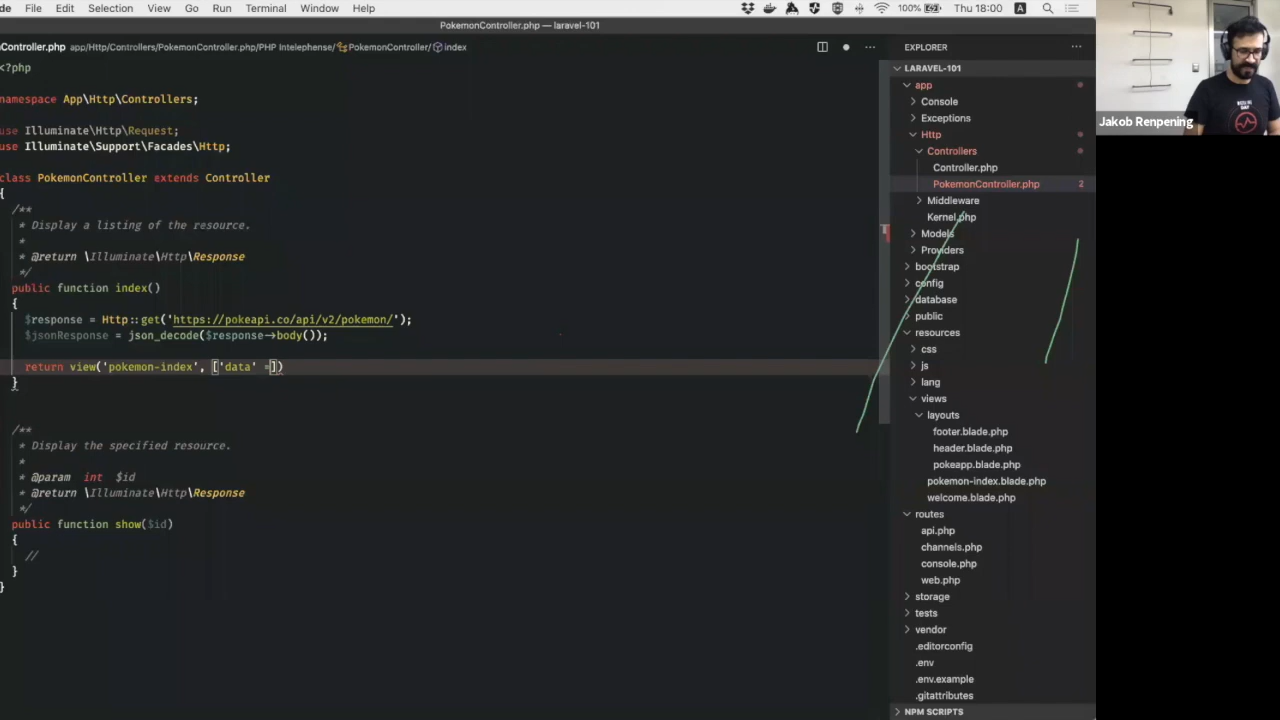 de File Edit Selection View Go Run Terminal Window Help 100% Thu 18:00 A
PokemonController.php — laravel-101
Controller.php app/Http/Controllers/PokemonController.php/PHP Intelephense/ PokemonController/ index
<?php
namespace App\Http\Controllers;
use Illuminate\Http\Request;
use Illuminate\Support\Facades\Http;
class PokemonController extends Controller
{
/**
* Display a listing of the resource.
*
* @return \Illuminate\Http\Response
*/
public function index()
{
$response = Http::get('https://pokeapi.co/api/v2/pokemon/');
$jsonResponse = json_decode($response->body());
return view('pokemon-index', ['data' =])
}
/**
* Display the specified resource.
*
* @param int $id
* @return \Illuminate\Http\Response
*/
public function show($id)
{
//
}
}
EXPLORER
LARAVEL-101
app
Console
Exceptions
Http
Controllers
Controller.php
PokemonController.php 2
Middleware
Kernel.php
Models
Providers
bootstrap
config
database
public
resources
css
js
lang
views
layouts
footer.blade.php
header.blade.php
pokeapp.blade.php
pokemon-index.blade.php
welcome.blade.php
routes
api.php
channels.php
console.php
web.php
storage
tests
vendor
.editorconfig
.env
.env.example
.gitattributes
NPM SCRIPTS
Jakob Renpening